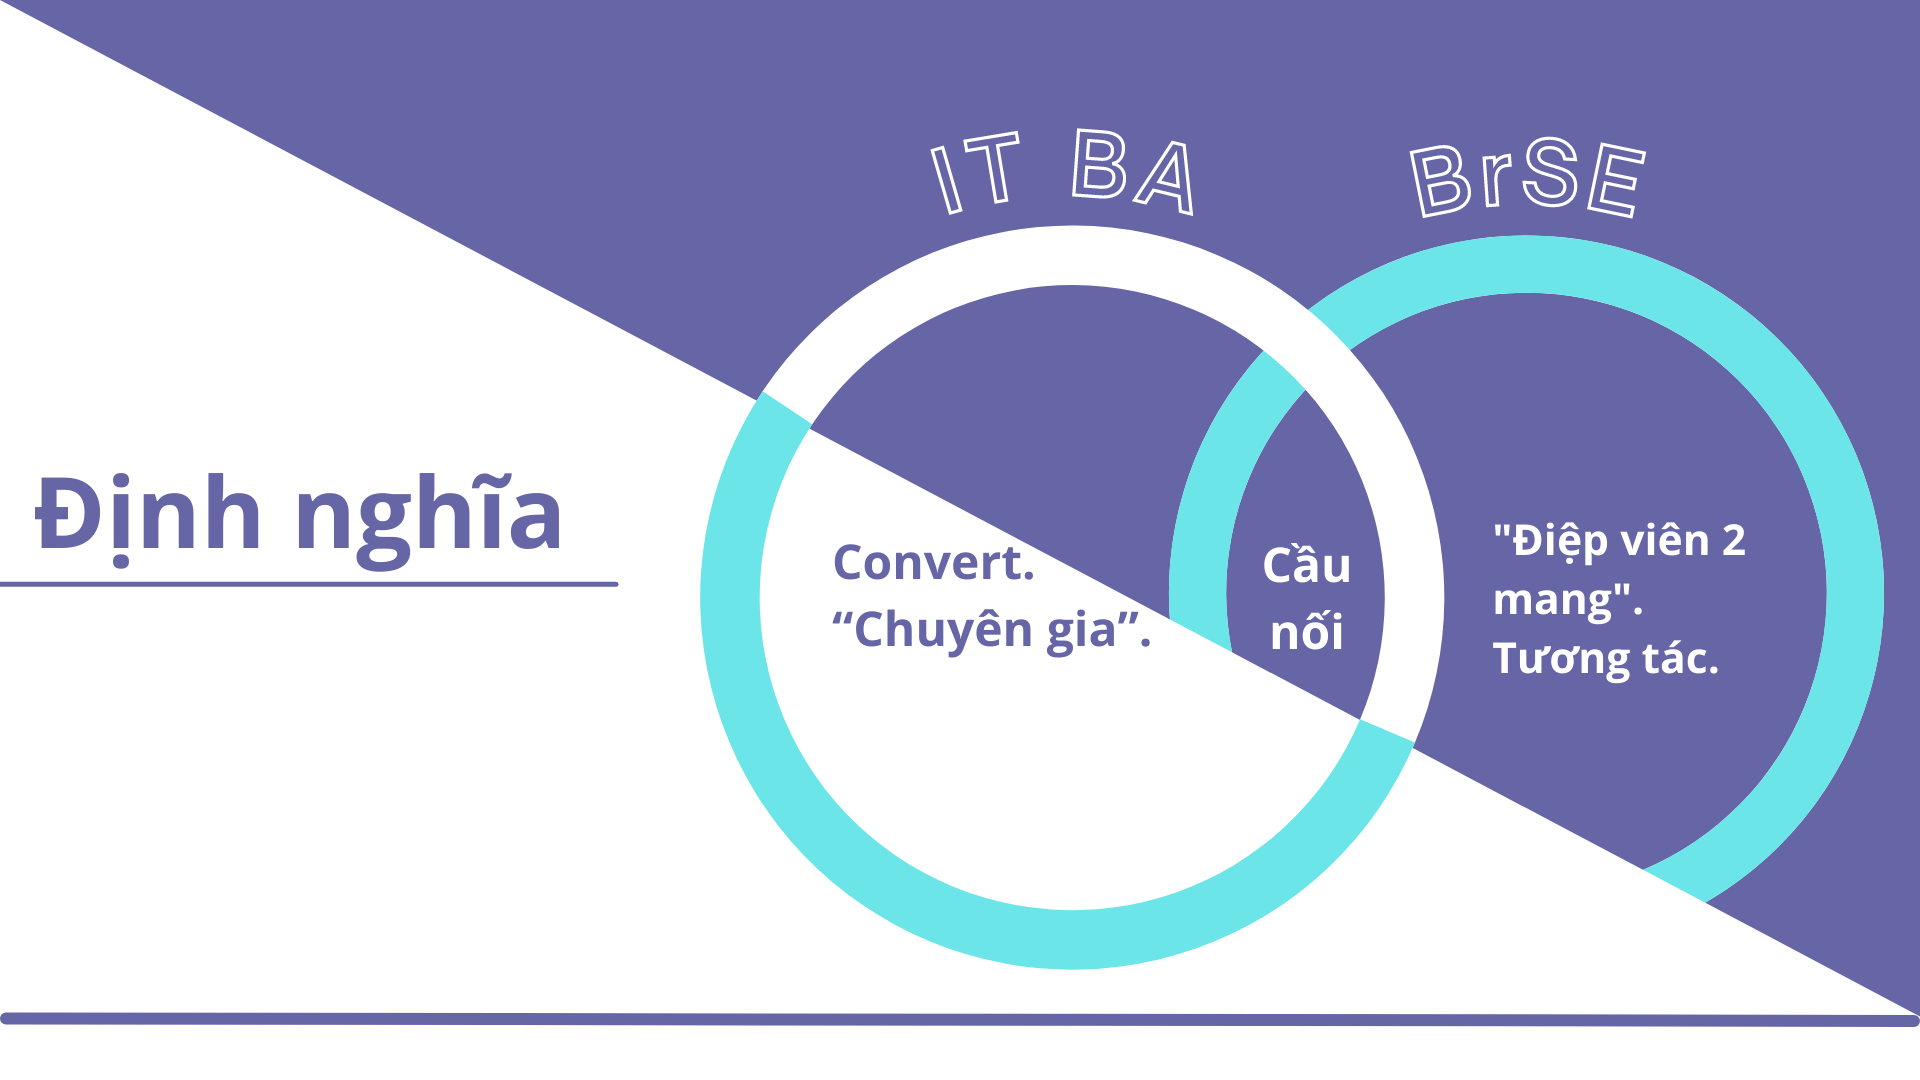 Định nghĩa
IT BA
BrSE
Convert.
“Chuyên gia”.
Cầu
nối
"Điệp viên 2
mang".
Tương tác.